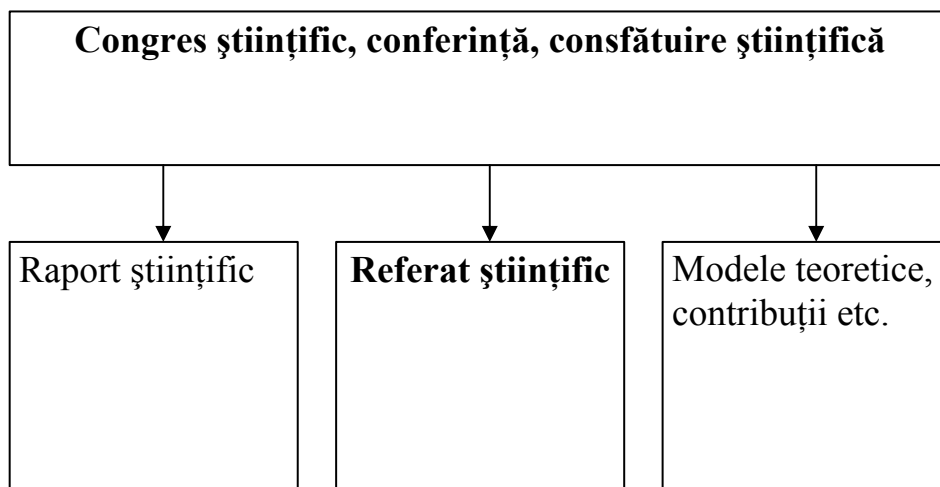 Congres ştiinţific, conferinţă, consfătuire ştiinţifică
Raport ştiinţific
Referat ştiinţific
Modele teoretice,
contribuţii etc.